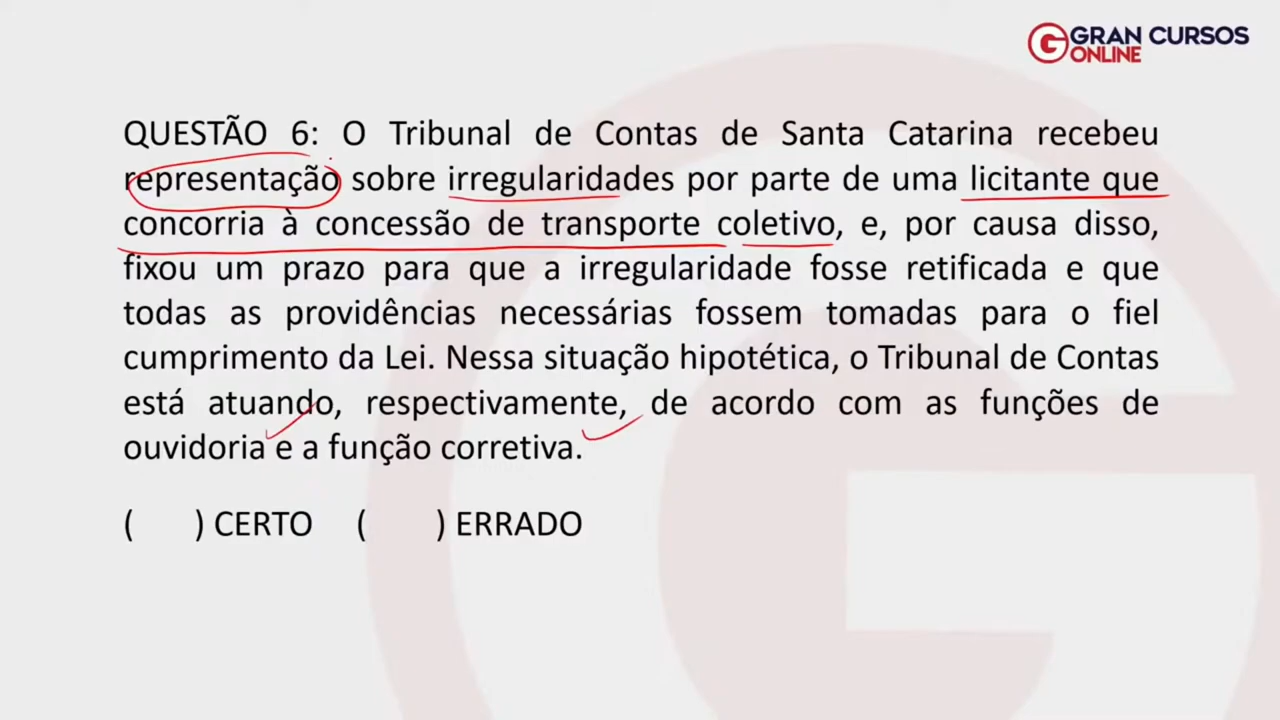 GRAN CURSOS
ONLINE
QUESTÃO 6: O Tribunal de Contas de Santa Catarina recebeu
representação sobre irregularidades por parte de uma licitante que
concorria à concessão de transporte coletivo, e, por causa disso,
fixou um prazo para que a irregularidade fosse retificada e que
todas as providências necessárias fossem tomadas para o fiel
cumprimento da Lei. Nessa situação hipotética, o Tribunal de Contas
está atuando, respectivamente, de acordo com as funções de
ouvidoria e a função corretiva.
( ) CERTO ( ) ERRADO